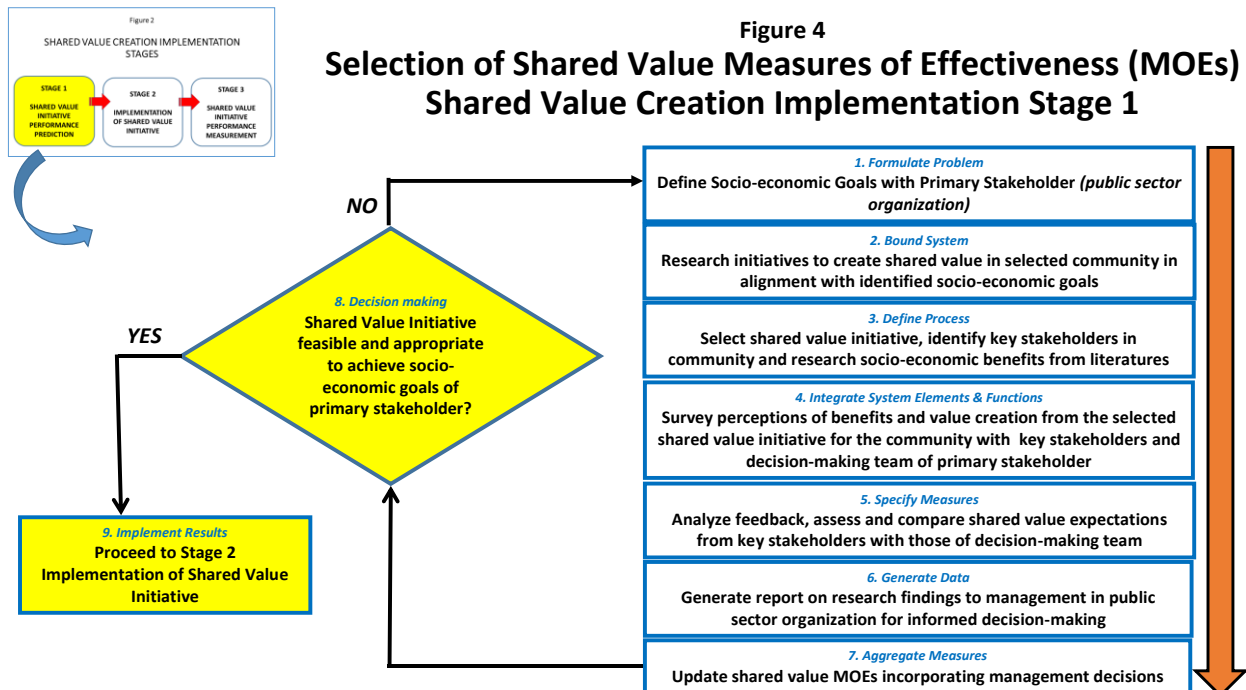 Figure 2
SHARED VALUE CREATION IMPLEMENTATION
STAGES
STAGE 1
SHARED VALUE
INITIATIVE
PERFORMANCE
PREDICTION
STAGE 2
IMPLEMENTATION
OF SHARED VALUE
INITIATIVE
STAGE 3
SHARED VALUE
INITIATIVE
PERFORMANCE
MEASUREMENT
Figure 4
Selection of Shared Value Measures of Effectiveness (MOEs)
Shared Value Creation Implementation Stage 1
1. Formulate Problem
Define Socio-economic Goals with Primary Stakeholder (public sector
organization)
2. Bound System
Research initiatives to create shared value in selected community in
alignment with identified socio-economic goals
3. Define Process
Select shared value initiative, identify key stakeholders in
community and research socio-economic benefits from literatures
4. Integrate System Elements & Functions
Survey perceptions of benefits and value creation from the selected
shared value initiative for the community with key stakeholders and
decision-making team of primary stakeholder
5. Specify Measures
Analyze feedback, assess and compare shared value expectations
from key stakeholders with those of decision-making team
6. Generate Data
Generate report on research findings to management in public
sector organization for informed decision-making
7. Aggregate Measures
Update shared value MOEs incorporating management decisions
8. Decision making
Shared Value Initiative
feasible and appropriate
to achieve socio-
economic goals of
primary stakeholder?
NO
YES
9. Implement Results
Proceed to Stage 2
Implementation of Shared Value
Initiative